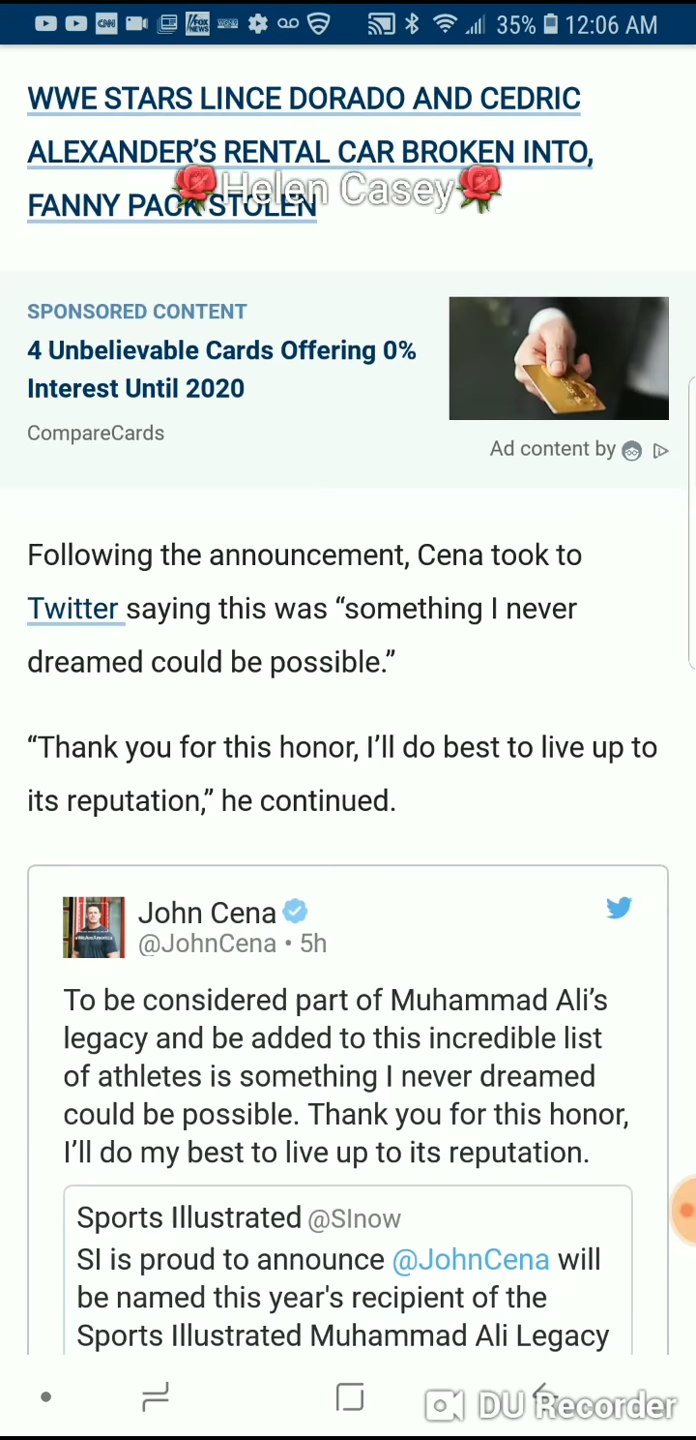 CNN
FOX NEWS
35% 12:06 AM
WWE STARS LINCE DORADO AND CEDRIC
ALEXANDER’S RENTAL CAR BROKEN INTO,
🌹Helen Casey🌹
FANNY PACK STOLEN
SPONSORED CONTENT
4 Unbelievable Cards Offering 0%
Interest Until 2020
CompareCards
Ad content by
Following the announcement, Cena took to
Twitter saying this was “something I never
dreamed could be possible.”
“Thank you for this honor, I’ll do best to live up to
its reputation,” he continued.
John Cena
@JohnCena • 5h
To be considered part of Muhammad Ali’s
legacy and be added to this incredible list
of athletes is something I never dreamed
could be possible. Thank you for this honor,
I’ll do my best to live up to its reputation.
Sports Illustrated @SInow
SI is proud to announce @JohnCena will
be named this year's recipient of the
Sports Illustrated Muhammad Ali Legacy
DU Recorder